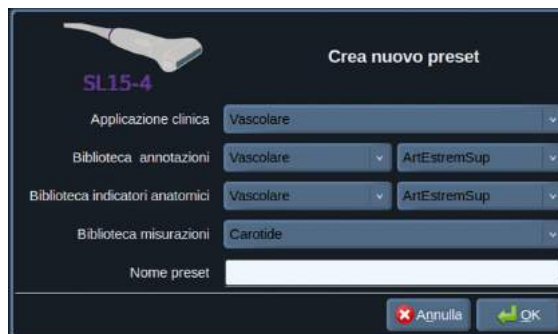 Crea nuovo preset
SL15-4
Applicazione clinica Vascolare
Biblioteca annotazioni Vascolare ArtEstremSup
Biblioteca indicatori anatomici Vascolare ArtEstremSup
Biblioteca misurazioni Carotide
Nome preset
Annulla OK